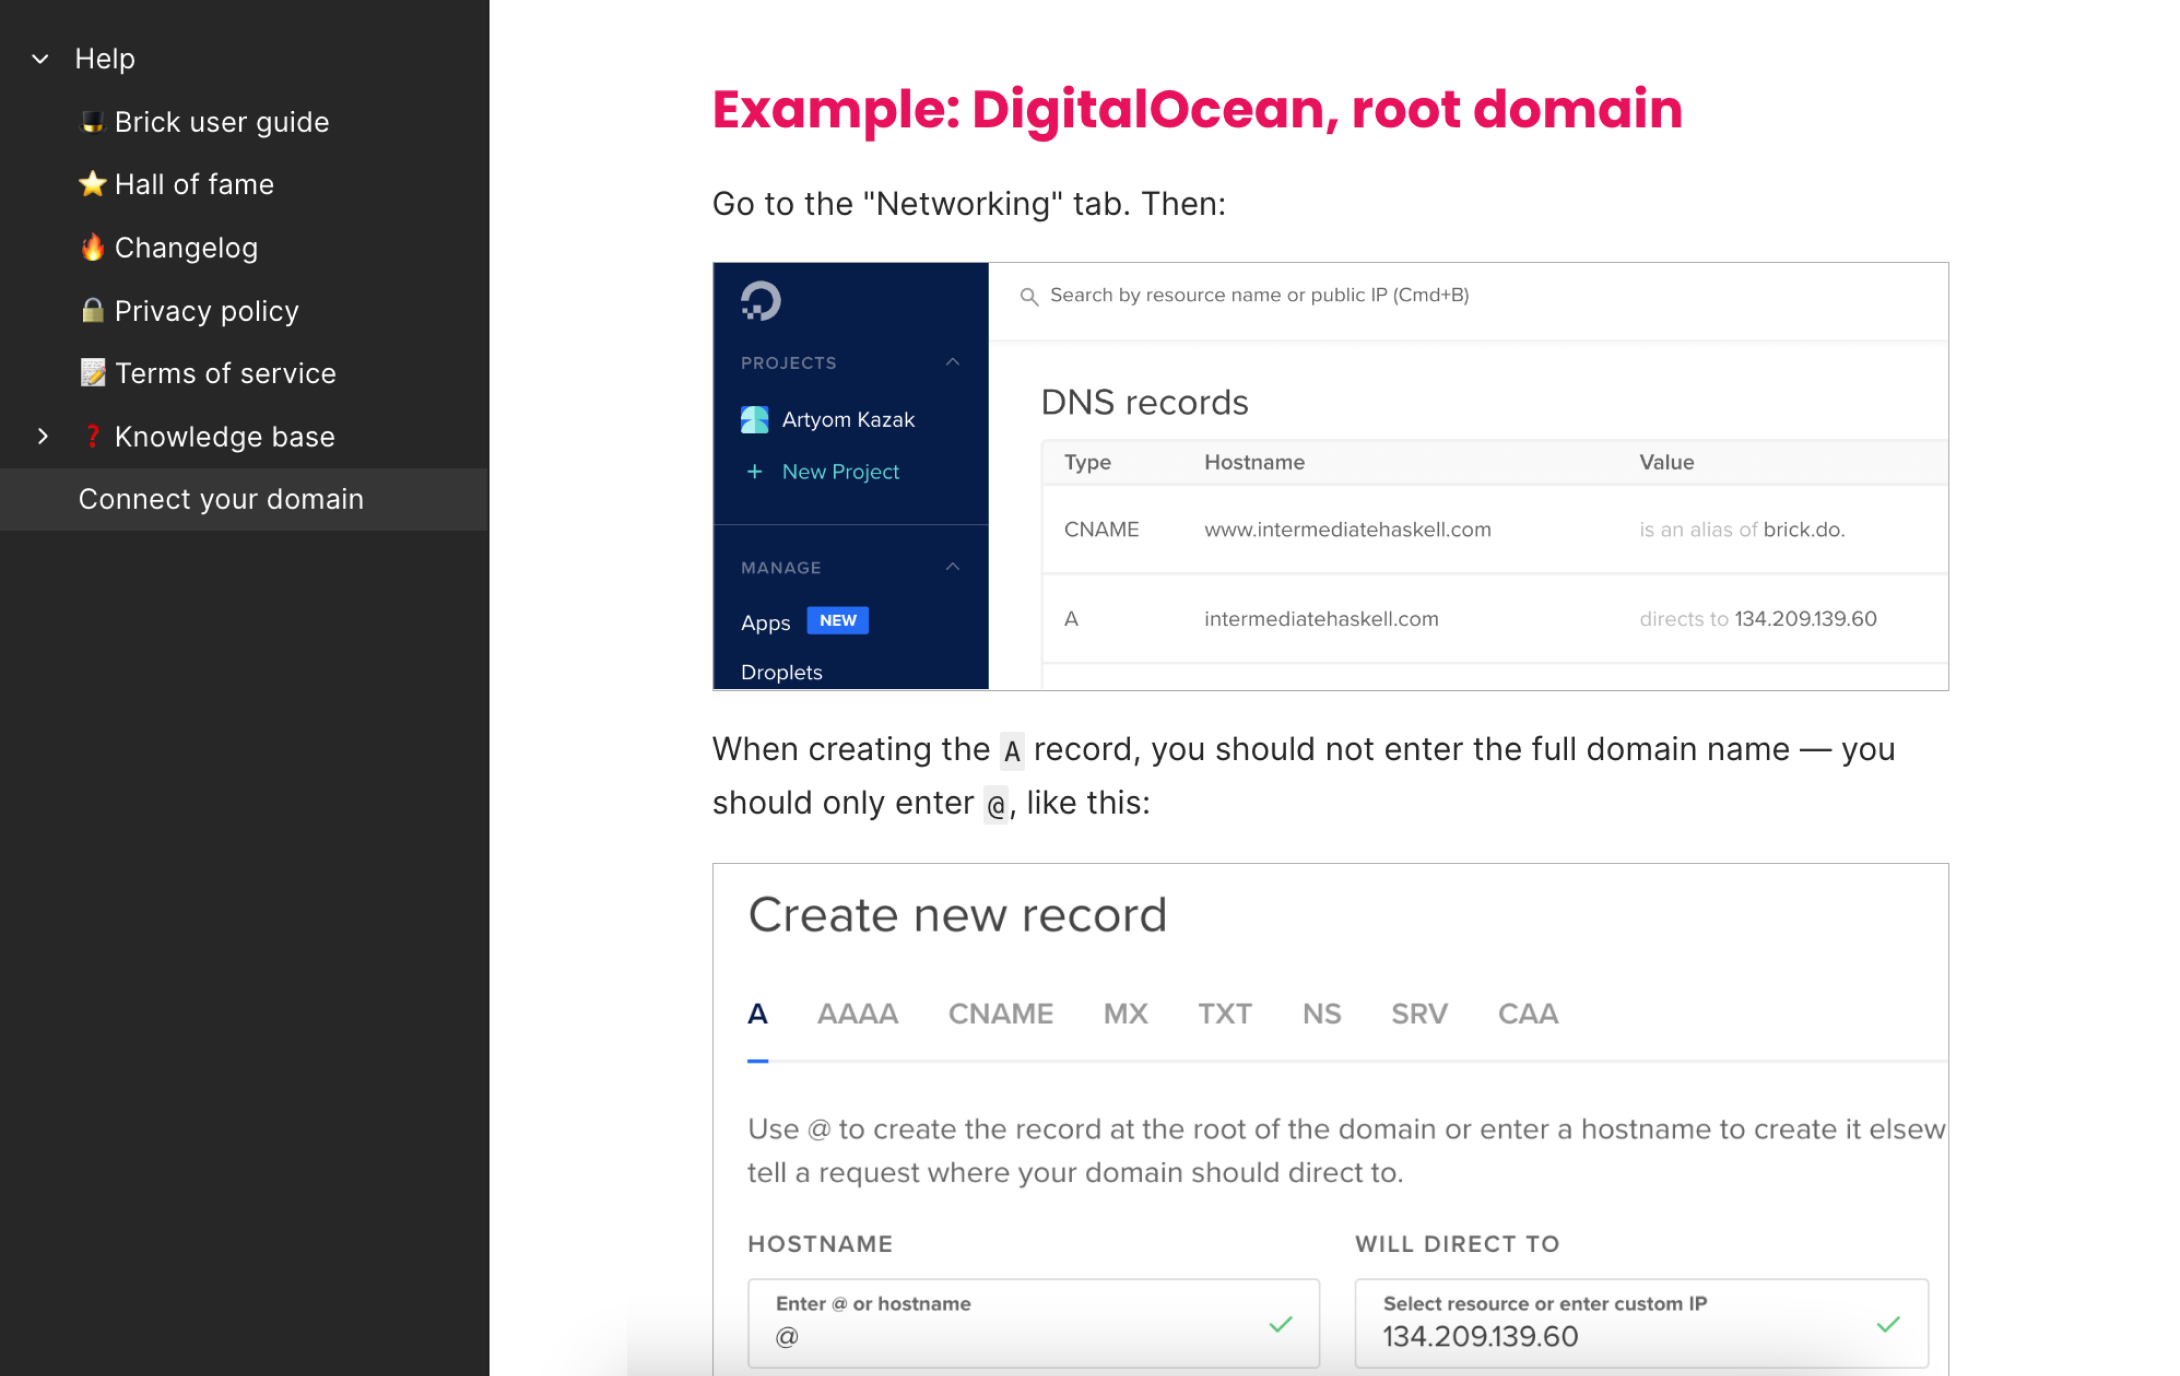 Help
Brick user guide
Hall of fame
Changelog
Privacy policy
Terms of service
Knowledge base
Connect your domain
Example: DigitalOcean, root domain
Go to the "Networking" tab. Then:
PROJECTS
Artyom Kazak
+ New Project
MANAGE
Apps NEW
Droplets
Search by resource name or public IP (Cmd+B)
DNS records
Type Hostname Value
CNAME www.intermediatehaskell.com is an alias of brick.do.
A intermediatehaskell.com directs to 134.209.139.60
When creating the A record, you should not enter the full domain name — you
should only enter @, like this:
Create new record
A AAAA CNAME MX TXT NS SRV CAA
Use @ to create the record at the root of the domain or enter a hostname to create it elsew
tell a request where your domain should direct to.
HOSTNAME WILL DIRECT TO
Enter @ or hostname Select resource or enter custom IP
@ 134.209.139.60